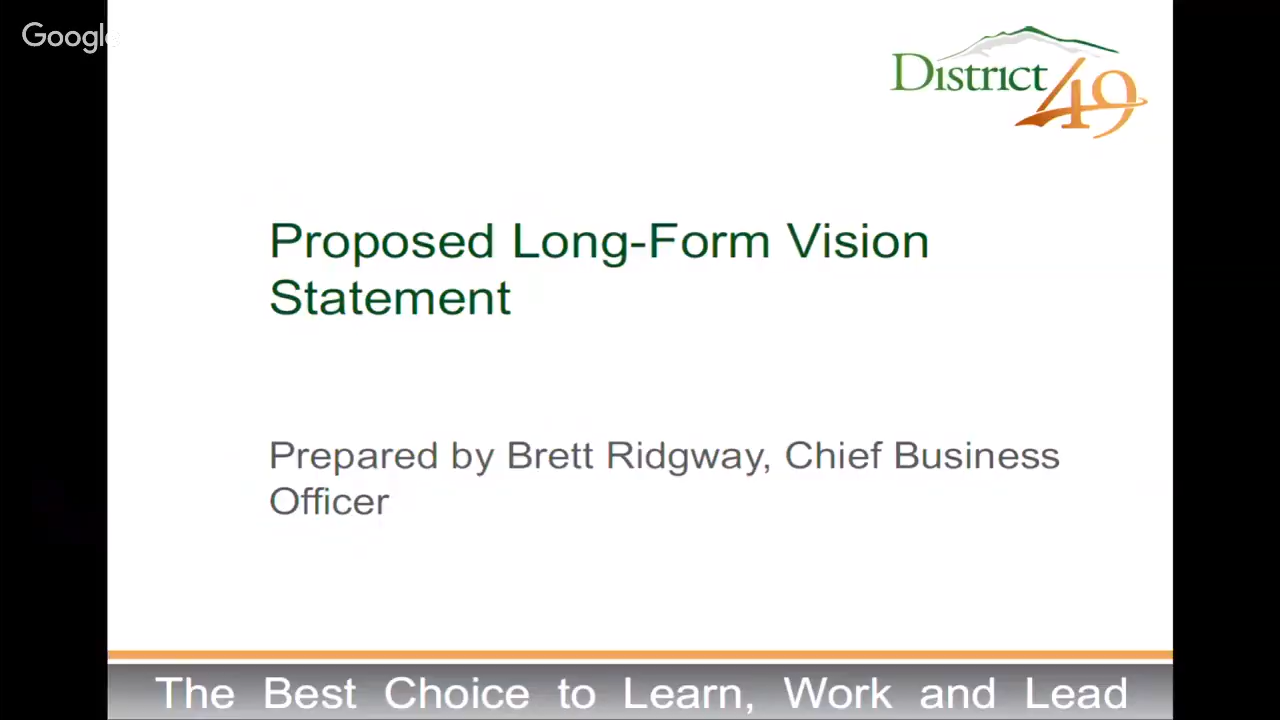 Google
District 49
Proposed Long-Form Vision
Statement
Prepared by Brett Ridgway, Chief Business
Officer
The Best Choice to Learn, Work and Lead